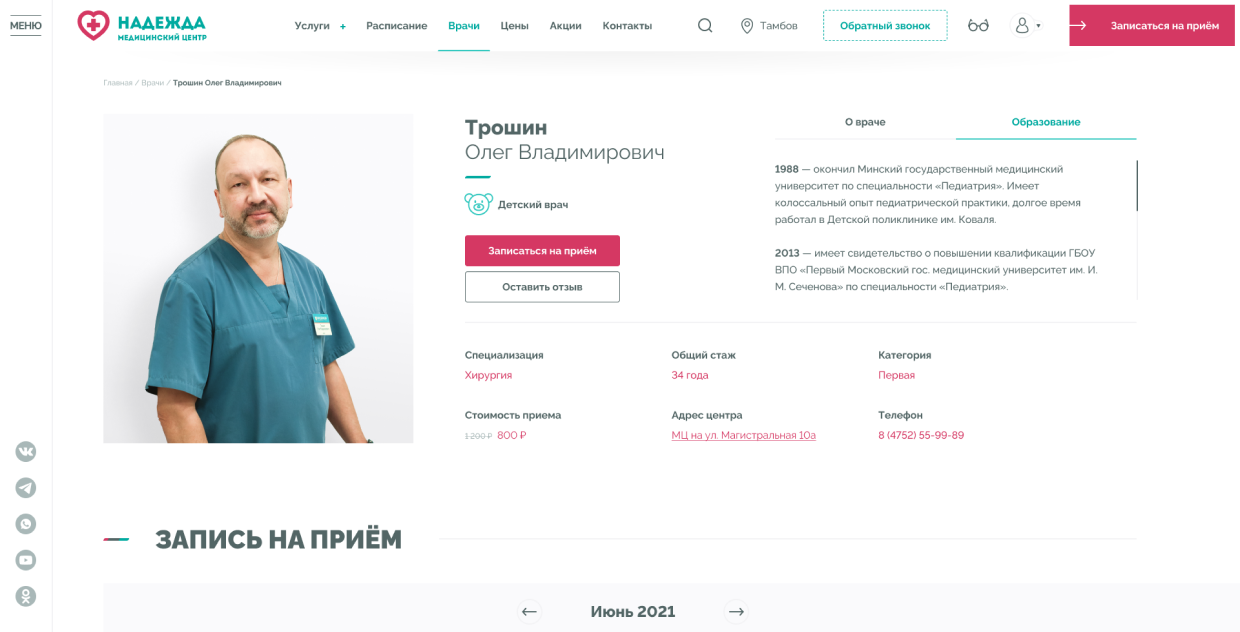 МЕНЮ
НАДЕЖДА
МЕДИЦИНСКИЙ ЦЕНТР
Услуги +
Расписание
Врачи
Цены
Акции
Контакты
Тамбов
Обратный звонок
Записаться на приём
Главная / Врачи / Трошин Олег Владимирович
Трошин
Олег Владимирович
Детский врач
Записаться на приём
Оставить отзыв
О враче
Образование
1988 — окончил Минский государственный медицинский
университет по специальности «Педиатрия». Имеет
колоссальный опыт педиатрической практики, долгое время
работал в Детской поликлинике им. Коваля.
2013 — имеет свидетельство о повышении квалификации ГБОУ
ВПО «Первый Московский гос. медицинский университет им. И.
М. Сеченова» по специальности «Педиатрия».
Специализация
Хирургия
Общий стаж
34 года
Категория
Первая
Стоимость приема
1 200 ₽ 800 ₽
Адрес центра
МЦ на ул. Магистральная 10а
Телефон
8 (4752) 55-99-89
ЗАПИСЬ НА ПРИЁМ
Июнь 2021